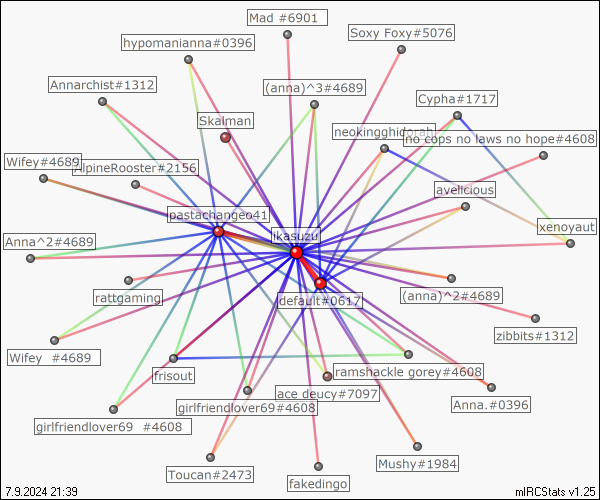 Mad #6901
Soxy Foxy#5076
hypomanianna#0396
Annarchist#1312
(anna)^3#4689
Cypha#1717
Skalman
neokingghidorah
no cops no laws no hope#4608
Wifey#4689
AlpineRooster#2156
avelicious
pastachangeo41
ikasuzu
xenoyaut
Anna^2#4689
rattgaming
default#0617
(anna)^2#4689
zibbits#1312
Wifey #4689
frisout
ramshackle gorey#4608
ace deucy#7097
Anna.#0396
girlfriendlover69#4608
girlfriendlover69 #4608
Toucan#2473
fakedingo
Mushy#1984
7.9.2024 21:39
mIRCStats v1.25